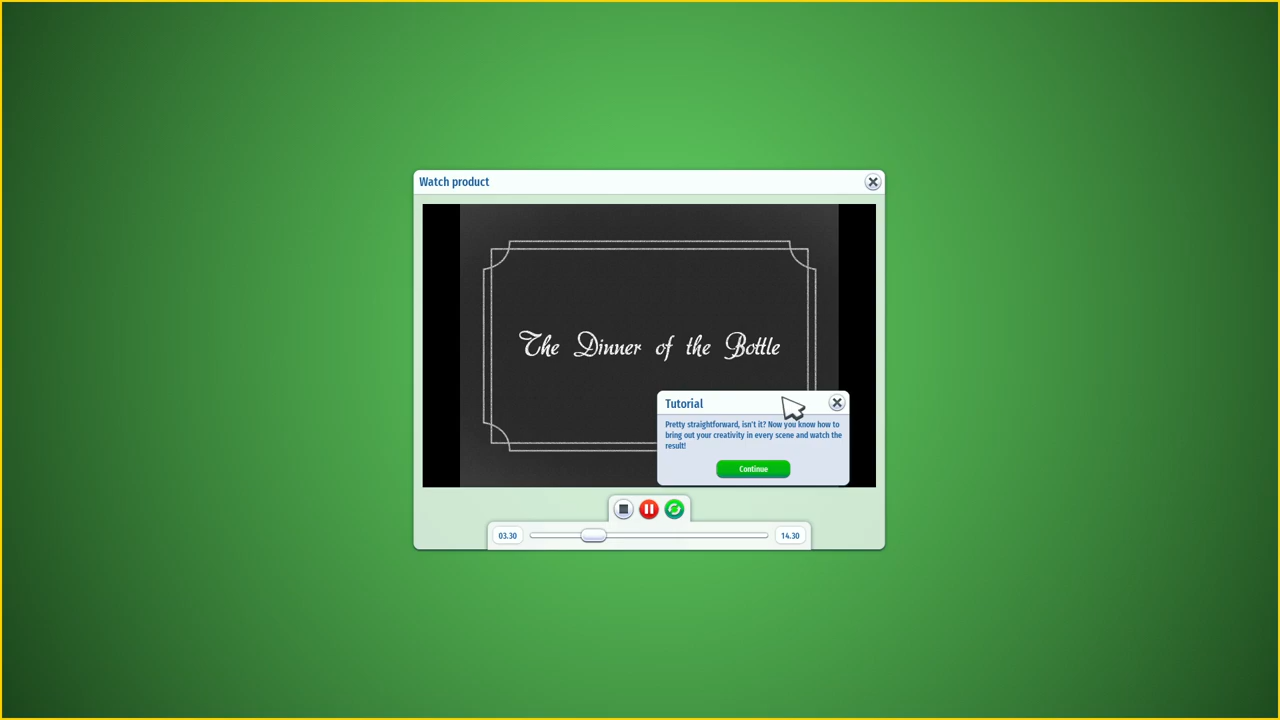 Watch product
The Dinner of the Bottle
Tutorial
Pretty straightforward, isn't it? Now you know how to
bring out your creativity in every scene and watch the
result!
Continue
03.30
14.30